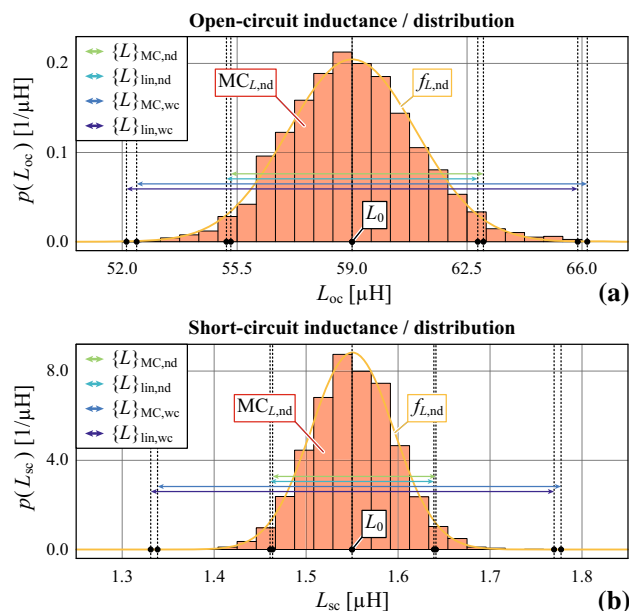 Open-circuit inductance / distribution
{L}MC,nd
{L}lin,nd
{L}MC,wc
{L}lin,wc
MCL,nd
fL,nd
L0
p(Loc) [1/μH]
0.2
0.1
0.0
52.0 55.5 59.0 62.5 66.0
Loc [μH]
(a)
Short-circuit inductance / distribution
{L}MC,nd
{L}lin,nd
{L}MC,wc
{L}lin,wc
MCL,nd
fL,nd
L0
p(Lsc) [1/μH]
8.0
4.0
0.0
1.3 1.4 1.5 1.6 1.7 1.8
Lsc [μH]
(b)